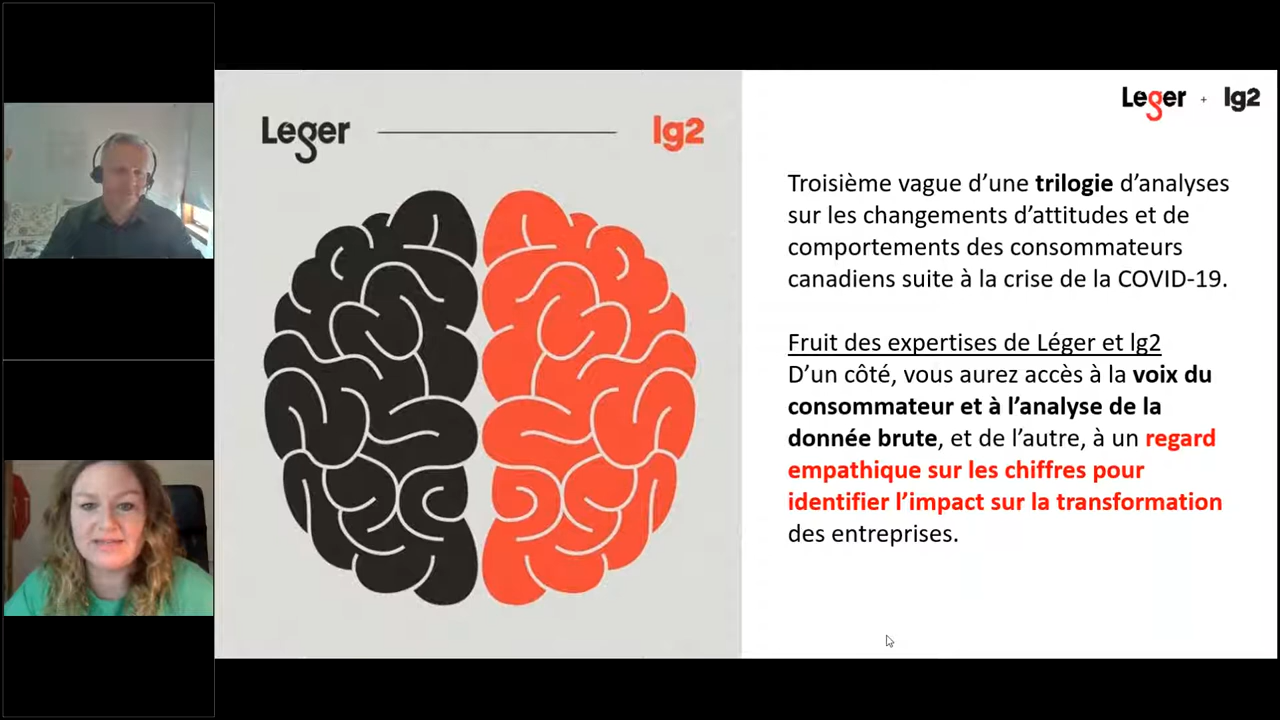 Leger lg2
Leger + lg2
Troisième vague d’une trilogie d’analyses
sur les changements d’attitudes et de
comportements des consommateurs
canadiens suite à la crise de la COVID-19.
Fruit des expertises de Léger et lg2
D’un côté, vous aurez accès à la voix du
consommateur et à l’analyse de la
donnée brute, et de l’autre, à un regard
empathique sur les chiffres pour
identifier l’impact sur la transformation
des entreprises.